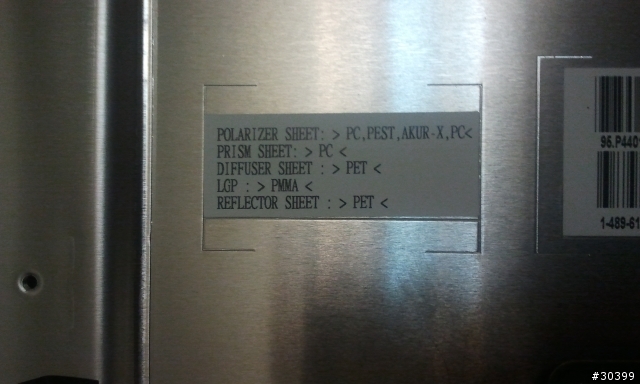 POLARIZER SHEET: > PC,PEST,AKUR-X,PC<
PRISM SHEET: > PC <
DIFFUSER SHEET : > PET <
LGP : > PMMA <
REFLECTOR SHEET : > PET <
96.P440
1-489-61
#30399